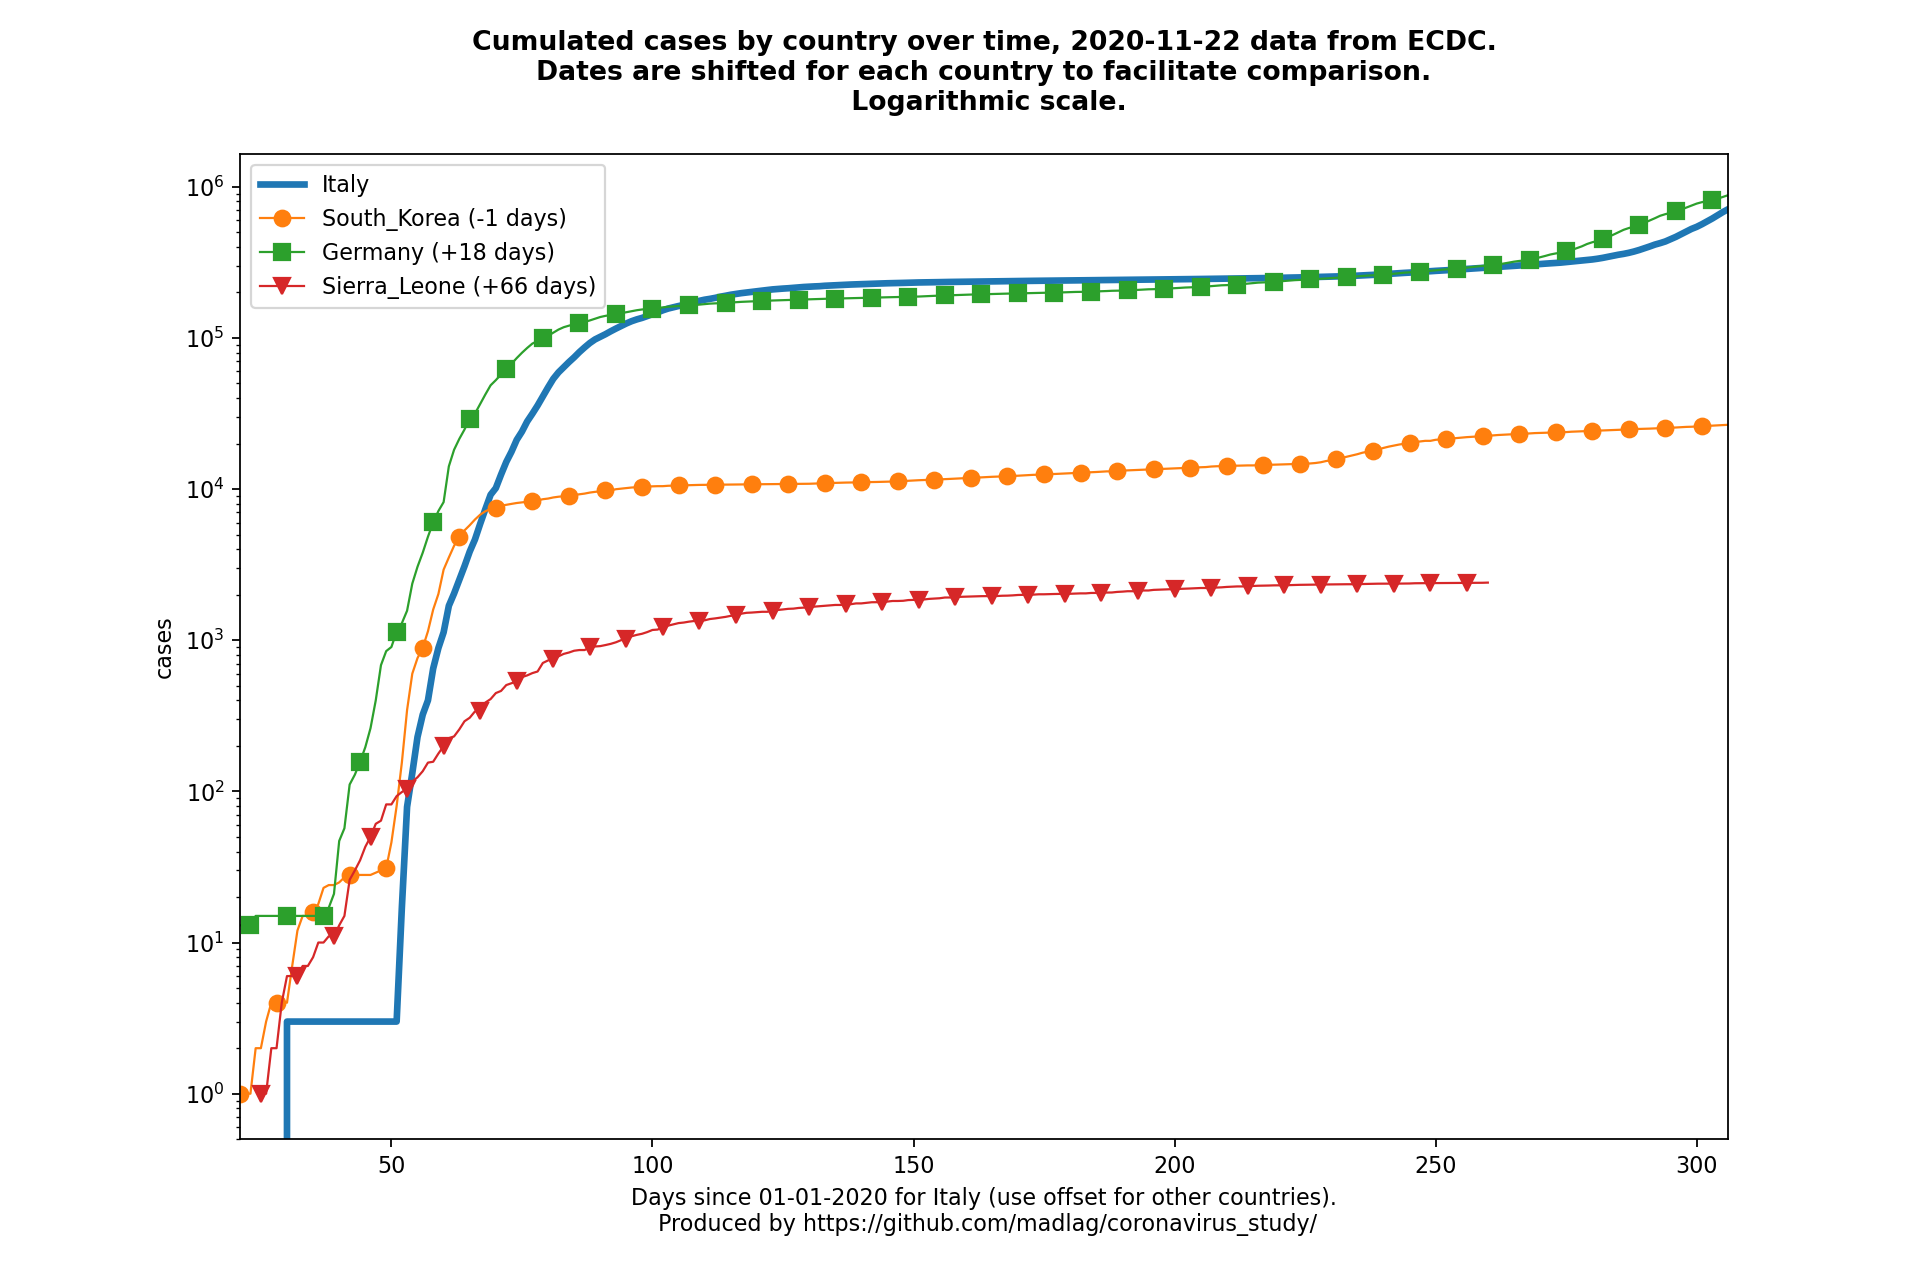 Cumulated cases by country over time, 2020-11-22 data from ECDC.
Dates are shifted for each country to facilitate comparison.
Logarithmic scale.
Italy
South_Korea (-1 days)
Germany (+18 days)
Sierra_Leone (+66 days)
cases
10^6
10^5
10^4
10^3
10^2
10^1
10^0
50 100 150 200 250 300
Days since 01-01-2020 for Italy (use offset for other countries).
Produced by https://github.com/madlag/coronavirus_study/